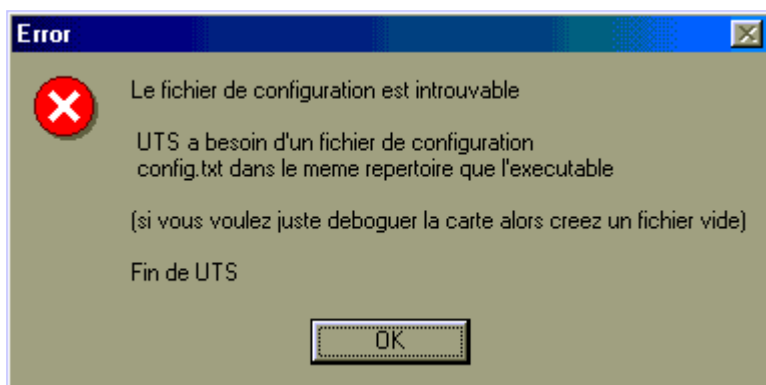 Error
Le fichier de configuration est introuvable
UTS a besoin d'un fichier de configuration
config.txt dans le meme repertoire que l'executable
(si vous voulez juste deboguer la carte alors creez un fichier vide)
Fin de UTS
OK